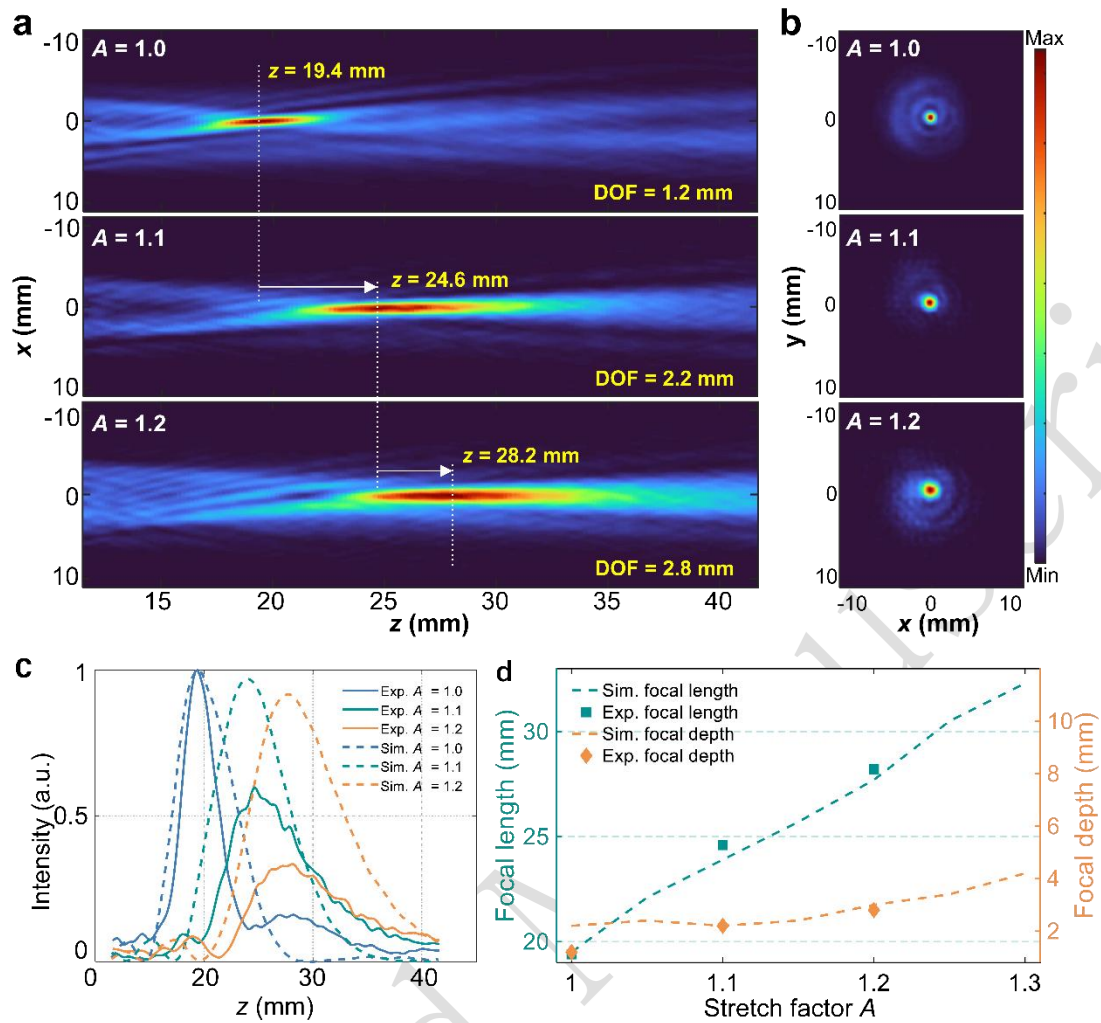 a
b
-10
0
10
A = 1.0
z = 19.4 mm
DOF = 1.2 mm
-10
0
10
A = 1.1
z = 24.6 mm
DOF = 2.2 mm
-10
0
10
A = 1.2
z = 28.2 mm
DOF = 2.8 mm
x (mm)
15 20 25 30 35 40
z (mm)
-10
0
10
A = 1.0
-10
0
10
A = 1.1
-10
0
10
A = 1.2
y (mm)
-10 0 10
x (mm)
Max
Min
c
1
0.5
0
Intensity (a.u.)
Exp. A = 1.0
Exp. A = 1.1
Exp. A = 1.2
Sim. A = 1.0
Sim. A = 1.1
Sim. A = 1.2
0 20 30 40
z (mm)
d
30
25
20
Focal length (mm)
Sim. focal length
Exp. focal length
Sim. focal depth
Exp. focal depth
10
8
6
4
2
Focal depth (mm)
1 1.1 1.2 1.3
Stretch factor A